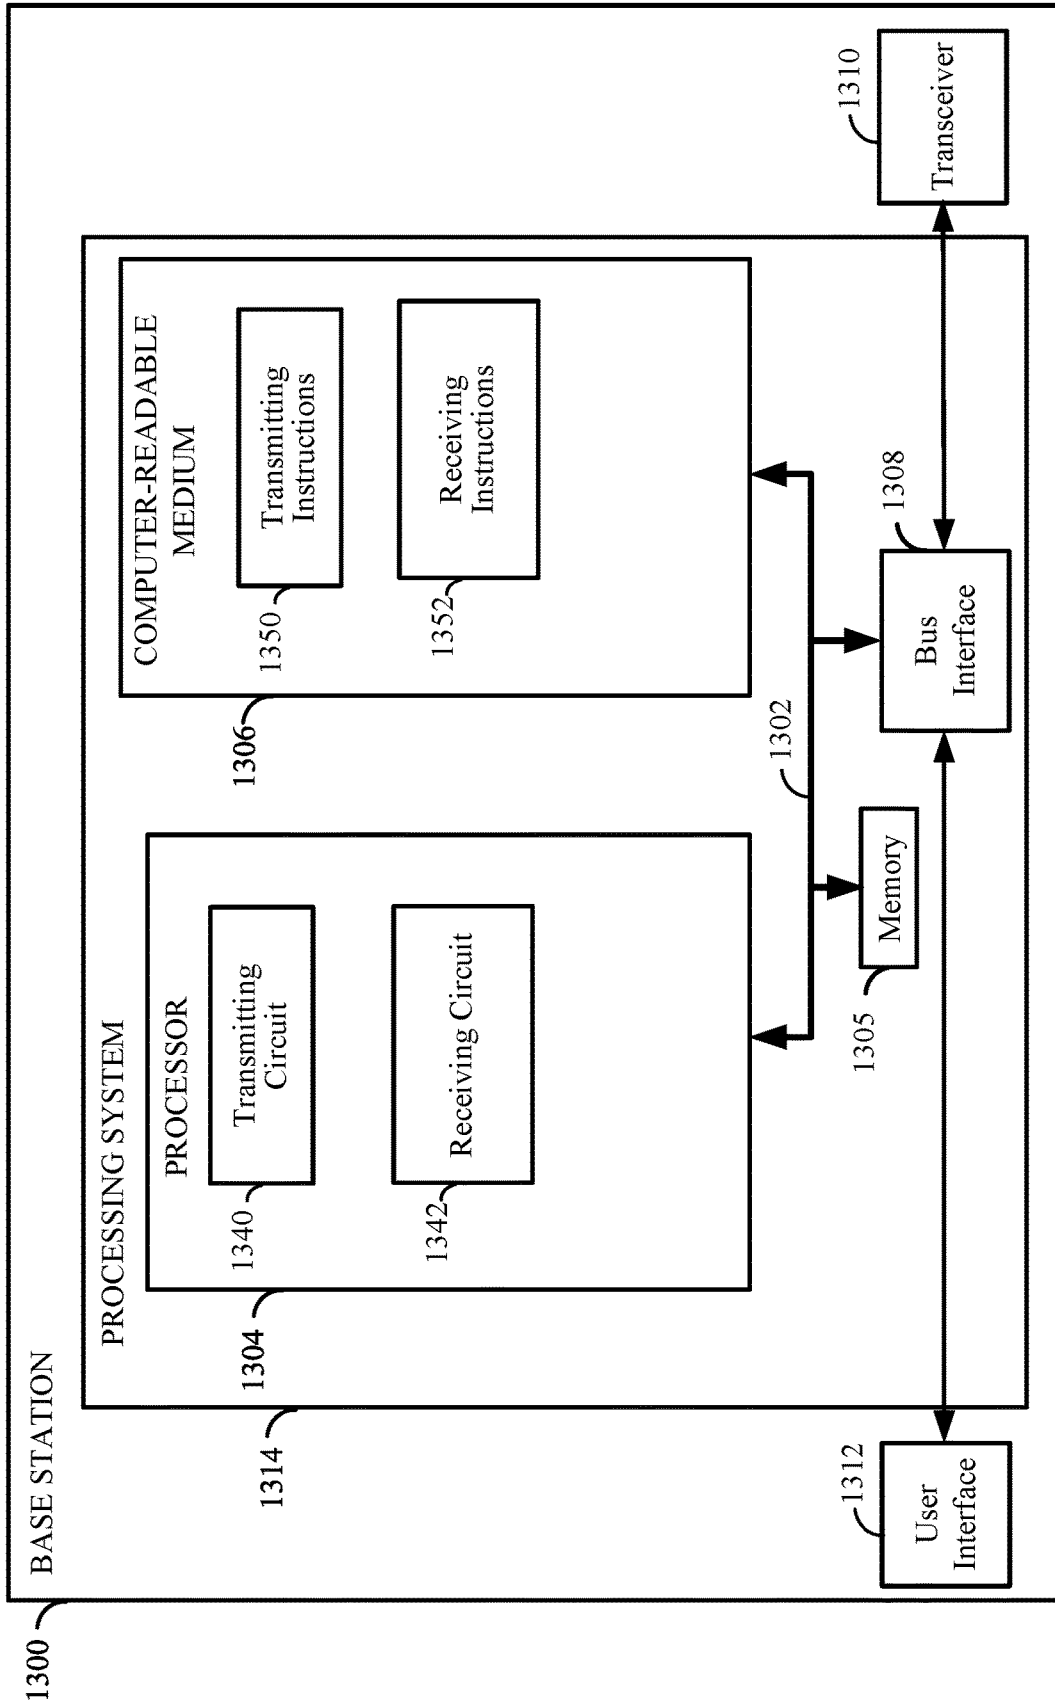 1300
BASE STATION
1314
PROCESSING SYSTEM
1304
PROCESSOR
1340
Transmitting
Circuit
1342
Receiving Circuit
1306
COMPUTER-READABLE
MEDIUM
1350
Transmitting
Instructions
1352
Receiving
Instructions
1302
1305
Memory
1308
Bus
Interface
1312
User
Interface
1310
Transceiver